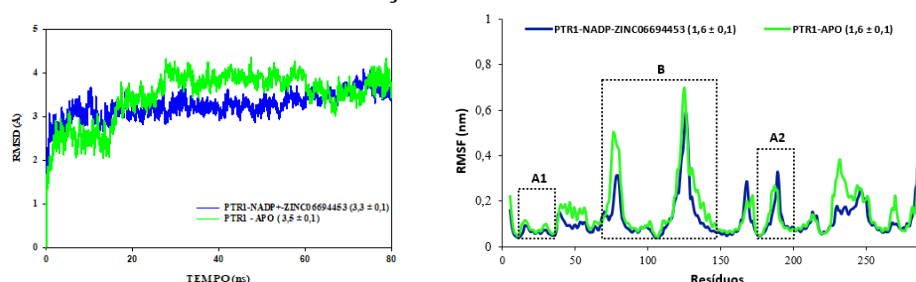 5
4
3
2
1
0
RMSD (Å)
PTR1-NADP+-ZINC06694453 (3,3 ± 0,1)
PTR1 - APO (3,6 ± 0,1)
0
20
40
60
80
TEMPO (ns)
1
0,8
0,6
0,4
0,2
0
RMSF (nm)
PTR1-NADP-ZINC06694453 (1,6 ± 0,1)
PTR1-APO (1,6 ± 0,1)
A1
B
A2
0
50
100
150
200
250
Resíduos